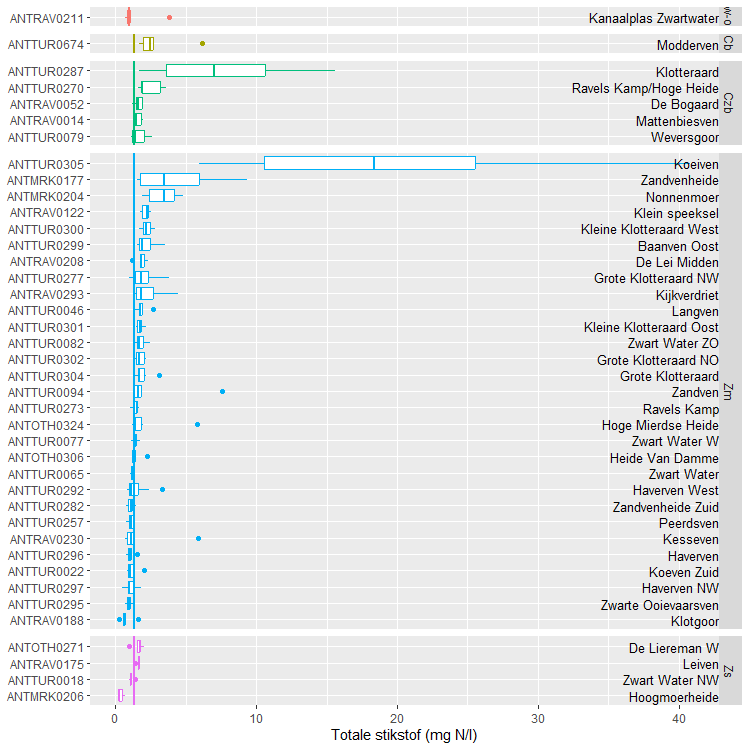 ANTRAV0211 Kanaalplas Zwartwater
ANTTUR0674 Modderven Cb
ANTTUR0287 Klotteraard
ANTTUR0270 Ravels Kamp/Hoge Heide
ANTRAV0052 De Bogaard
ANTRAV0014 Mattenbiesven
ANTTUR0079 Weversgoor
Czb
ANTTUR0305 Koeiven
ANTMRK0177 Zandvenheide
ANTMRK0204 Nonnenmoer
ANTRAV0122 Klein speeksel
ANTTUR0300 Kleine Klotteraard West
ANTTUR0299 Baanven Oost
ANTRAV0208 De Lei Midden
ANTTUR0277 Grote Klotteraard NW
ANTRAV0293 Kijkverdriet
ANTTUR0046 Langven
ANTTUR0301 Kleine Klotteraard Oost
ANTTUR0082 Zwart Water ZO
ANTTUR0302 Grote Klotteraard NO
ANTTUR0304 Grote Klotteraard
ANTTUR0094 Zandven
ANTTUR0273 Ravels Kamp
ANTOTH0324 Hoge Mierdse Heide
ANTTUR0077 Zwart Water W
ANTOTH0306 Heide Van Damme
ANTTUR0065 Zwart Water
ANTTUR0292 Haverven West
ANTTUR0282 Zandvenheide Zuid
ANTTUR0257 Peerdsven
ANTRAV0230 Kesseven
ANTTUR0296 Haverven
ANTTUR0022 Koeven Zuid
ANTTUR0297 Haverven NW
ANTTUR0295 Zwarte Ooievaarsven
ANTRAV0188 Klotgoor
Zm
ANTOTH0271 De Liereman W
ANTRAV0175 Leiven
ANTTUR0018 Zwart Water NW
ANTMRK0206 Hoogmoerheide
Zs
0 10 20 30 40
Totale stikstof (mg N/l)